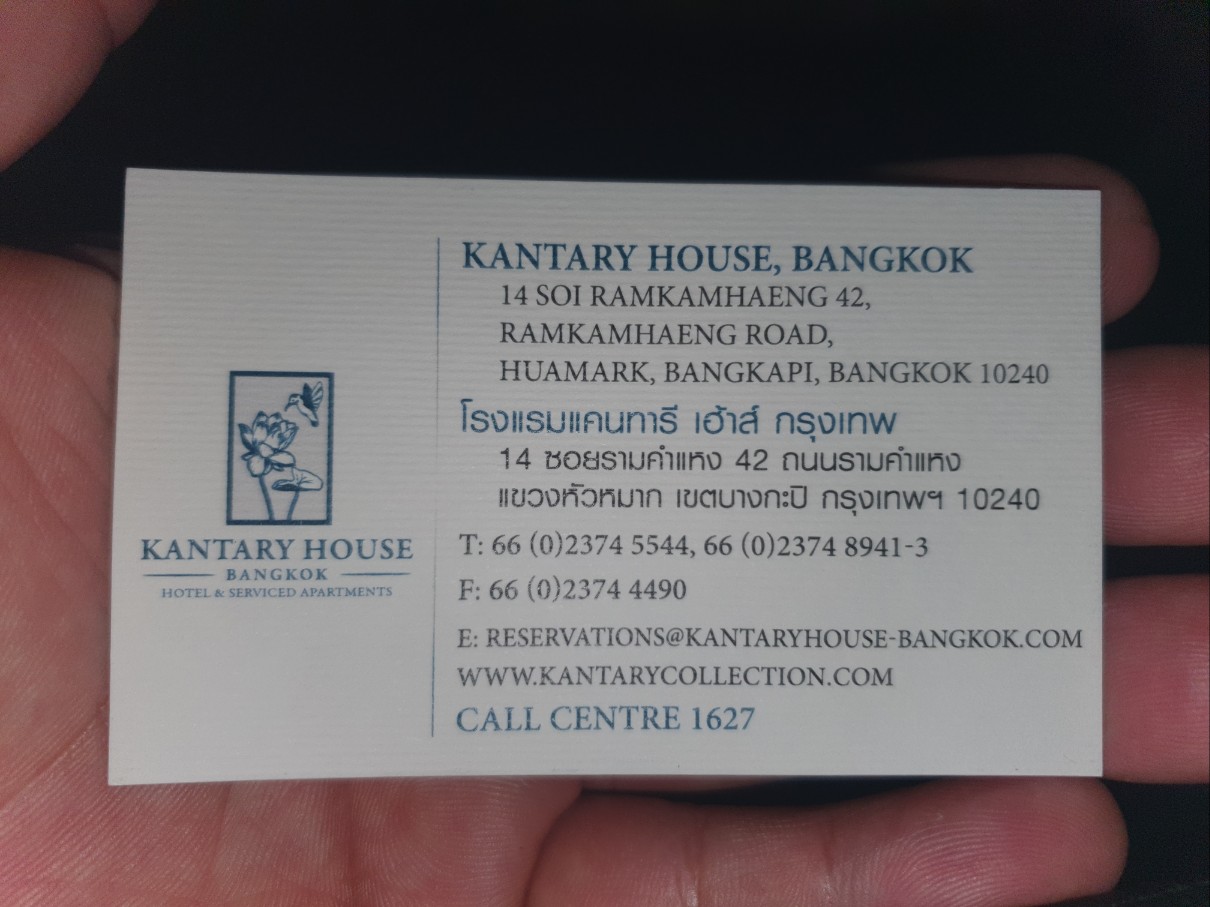 KANTARY HOUSE
BANGKOK
HOTEL & SERVICED APARTMENTS
KANTARY HOUSE, BANGKOK
14 SOI RAMKAMHAENG 42,
RAMKAMHAENG ROAD,
HUAMARK, BANGKAPI, BANGKOK 10240
โรงแรมแคนทารี เฮ้าส์ กรุงเทพ
14 ซอยรามคำแหง 42 ถนนรามคำแหง
แขวงหัวหมาก เขตบางกะปิ กรุงเทพฯ 10240
T: 66 (0)2374 5544, 66 (0)2374 8941-3
F: 66 (0)2374 4490
E: RESERVATIONS@KANTARYHOUSE-BANGKOK.COM
WWW.KANTARYCOLLECTION.COM
CALL CENTRE 1627